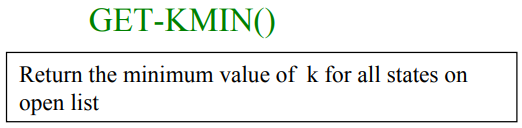 GET-KMIN()
Return the minimum value of k for all states on
open list